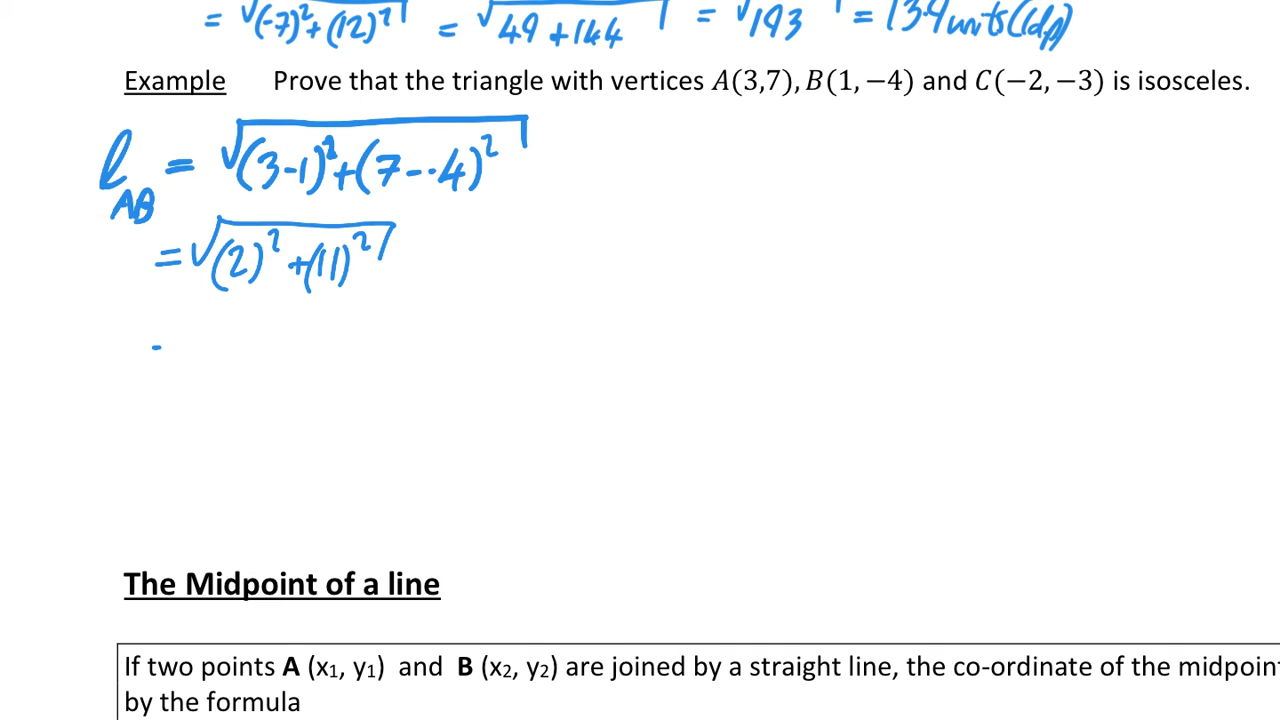 = √(-7)²+(12)² = √49+144 = √193 = 13.9 units (1dp)
Example Prove that the triangle with vertices A(3,7), B(1, −4) and C(−2, −3) is isosceles.
l_AB = √(3-1)²+(7--4)²
= √(2)²+(11)²
-
The Midpoint of a line
If two points A (x₁, y₁) and B (x₂, y₂) are joined by a straight line, the co-ordinate of the midpoint
by the formula